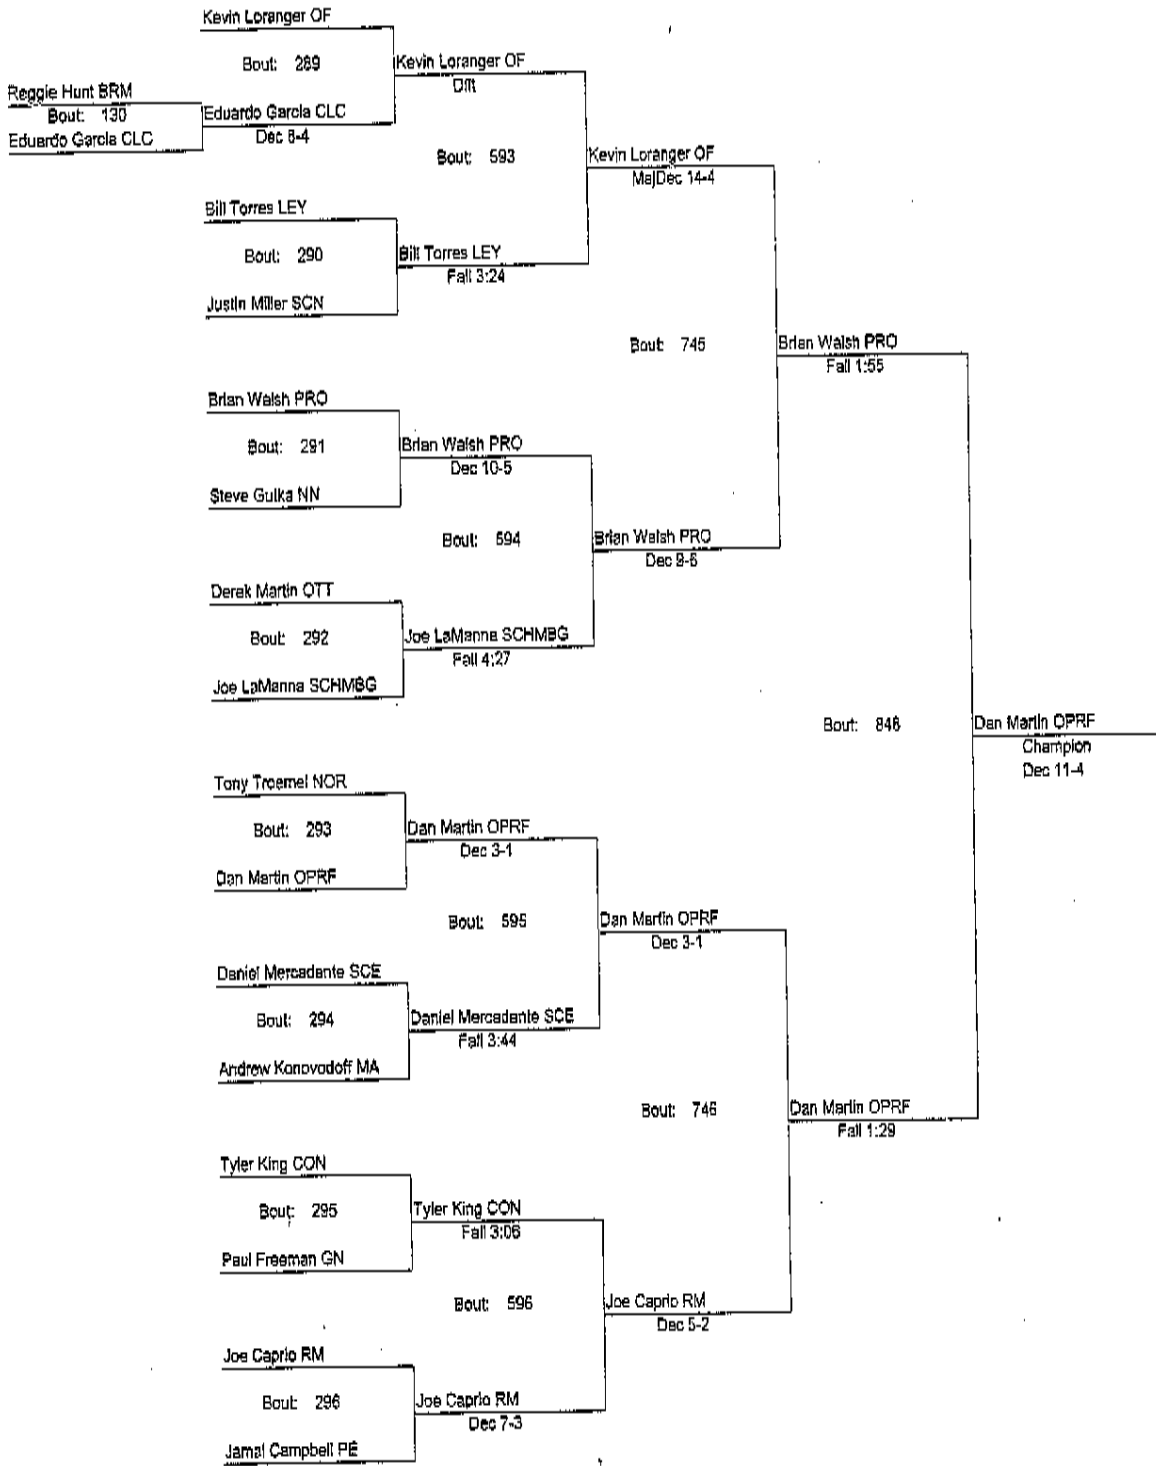 Kevin Loranger OF
Bout: 289
Kevin Loranger OF
Dflt
Reggie Hunt BRM
Bout: 130
Eduardo Garcia CLC
Eduardo Garcia CLC
Dec 8-4
Bout: 593
Kevin Loranger OF
MajDec 14-4
Bill Torres LEY
Bout: 290
Bill Torres LEY
Fall 3:24
Justin Miller SCN
Bout: 745
Brian Walsh PRO
Fall 1:55
Brian Walsh PRO
Bout: 291
Brian Walsh PRO
Dec 10-5
Steve Gulka NN
Bout: 594
Brian Walsh PRO
Dec 9-6
Derek Martin OTT
Bout: 292
Joe LaManna SCHMBG
Fall 4:27
Joe LaManna SCHMBG
Bout: 846
Dan Martin OPRF
Champion
Dec 11-4
Tony Troemel NOR
Bout: 293
Dan Martin OPRF
Dec 3-1
Dan Martin OPRF
Bout: 595
Dan Martin OPRF
Dec 3-1
Daniel Mercadante SCE
Bout: 294
Daniel Mercadante SCE
Fall 3:44
Andrew Konovodoff MA
Bout: 746
Dan Martin OPRF
Fall 1:29
Tyler King CON
Bout: 295
Tyler King CON
Fall 3:06
Paul Freeman GN
Bout: 596
Joe Caprio RM
Dec 5-2
Joe Caprio RM
Bout: 296
Joe Caprio RM
Dec 7-3
Jamal Campbell PE